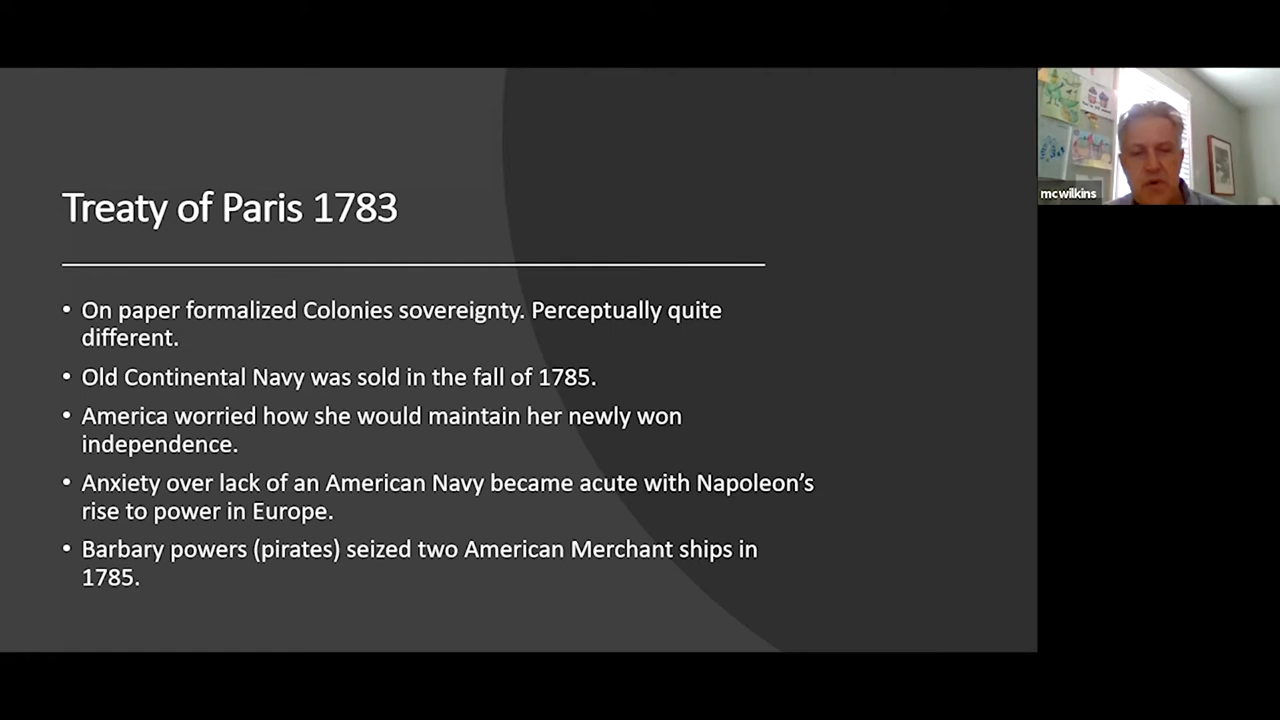 Treaty of Paris 1783
• On paper formalized Colonies sovereignty. Perceptually quite
different.
• Old Continental Navy was sold in the fall of 1785.
• America worried how she would maintain her newly won
independence.
• Anxiety over lack of an American Navy became acute with Napoleon’s
rise to power in Europe.
• Barbary powers (pirates) seized two American Merchant ships in
1785.
mcwilkins